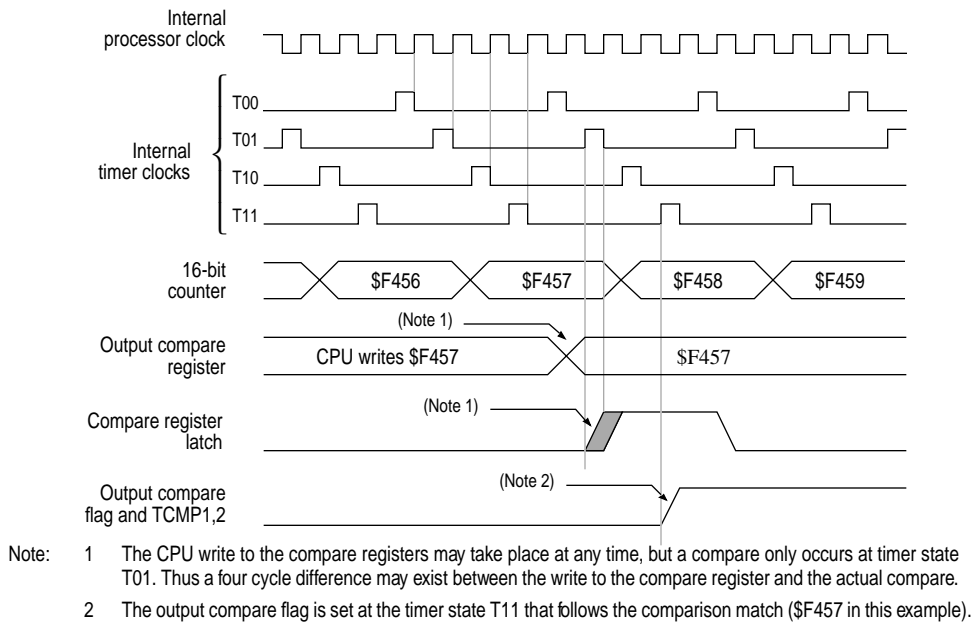 Internal
processor clock
T00
T01
Internal
timer clocks
T10
T11
16-bit
counter
$F456
$F457
$F458
$F459
(Note 1)
Output compare
register
CPU writes $F457
$F457
(Note 1)
Compare register
latch
(Note 2)
Output compare
flag and TCMP1,2
Note: 1 The CPU write to the compare registers may take place at any time, but a compare only occurs at timer state
T01. Thus a four cycle difference may exist between the write to the compare register and the actual compare.
2 The output compare flag is set at the timer state T11 that follows the comparison match ($F457 in this example).